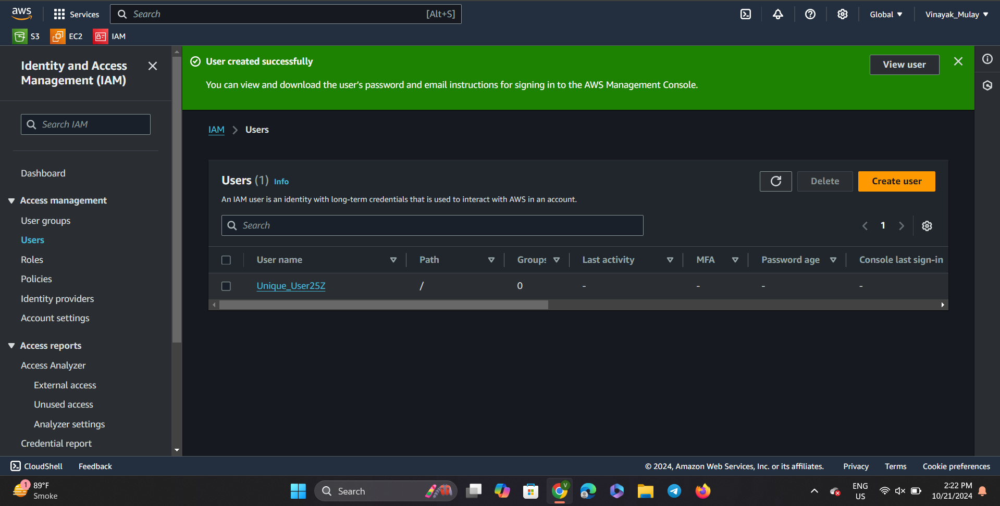 aws
Services
Search
[Alt+S]
Global
Vinayak_Mulay
S3
EC2
IAM
Identity and Access
Management (IAM)
Search IAM
Dashboard
Access management
User groups
Users
Roles
Policies
Identity providers
Account settings
Access reports
Access Analyzer
External access
Unused access
Analyzer settings
Credential report
User created successfully
You can view and download the user's password and email instructions for signing in to the AWS Management Console.
View user
IAM
Users
Users (1) Info
Delete
Create user
An IAM user is an identity with long-term credentials that is used to interact with AWS in an account.
Search
1
User name
Path
Groups
Last activity
MFA
Password age
Console last sign-in
Unique_User25Z
/
0
-
-
-
-
CloudShell
Feedback
© 2024, Amazon Web Services, Inc. or its affiliates.
Privacy
Terms
Cookie preferences
1
89°F
Smoke
Search
V
ENG
US
2:22 PM
10/21/2024